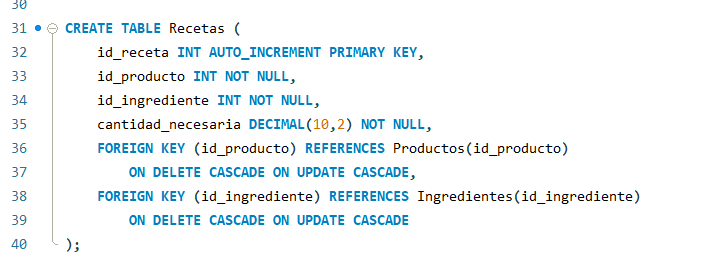 30
31 CREATE TABLE Recetas (
32 id_receta INT AUTO_INCREMENT PRIMARY KEY,
33 id_producto INT NOT NULL,
34 id_ingrediente INT NOT NULL,
35 cantidad_necesaria DECIMAL(10,2) NOT NULL,
36 FOREIGN KEY (id_producto) REFERENCES Productos(id_producto)
37 ON DELETE CASCADE ON UPDATE CASCADE,
38 FOREIGN KEY (id_ingrediente) REFERENCES Ingredientes(id_ingrediente)
39 ON DELETE CASCADE ON UPDATE CASCADE
40 );